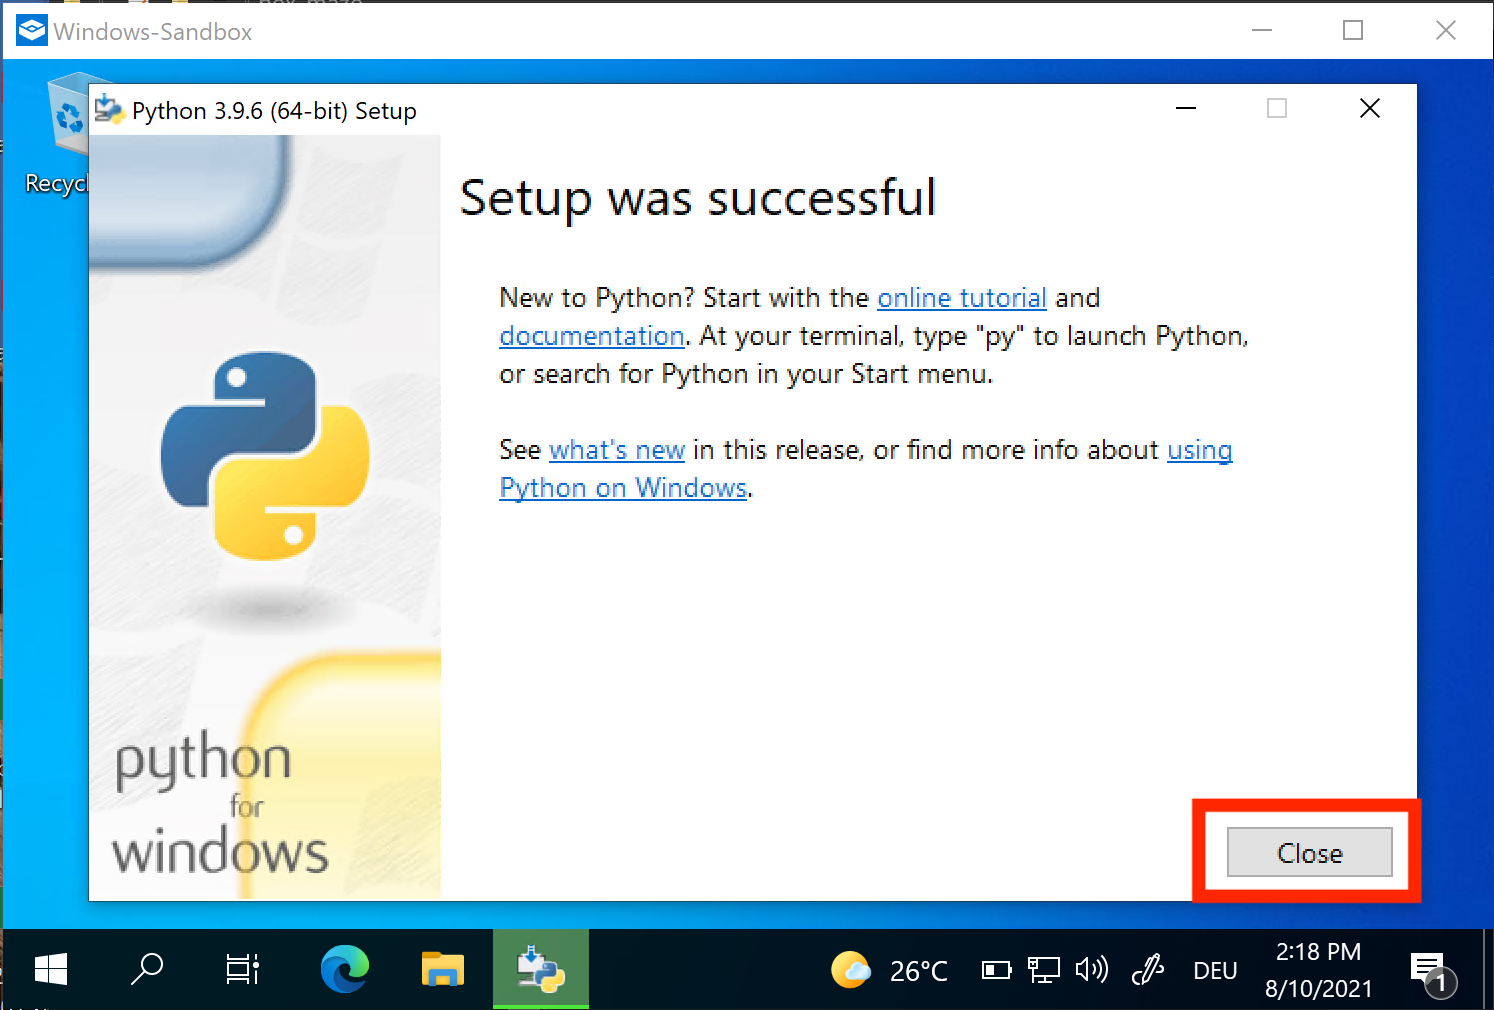 Windows-Sandbox
Python 3.9.6 (64-bit) Setup
Recycl
Setup was successful
New to Python? Start with the online tutorial and
documentation. At your terminal, type "py" to launch Python,
or search for Python in your Start menu.
See what's new in this release, or find more info about using
Python on Windows.
python
for
windows
Close
26°C
DEU
2:18 PM
8/10/2021
1